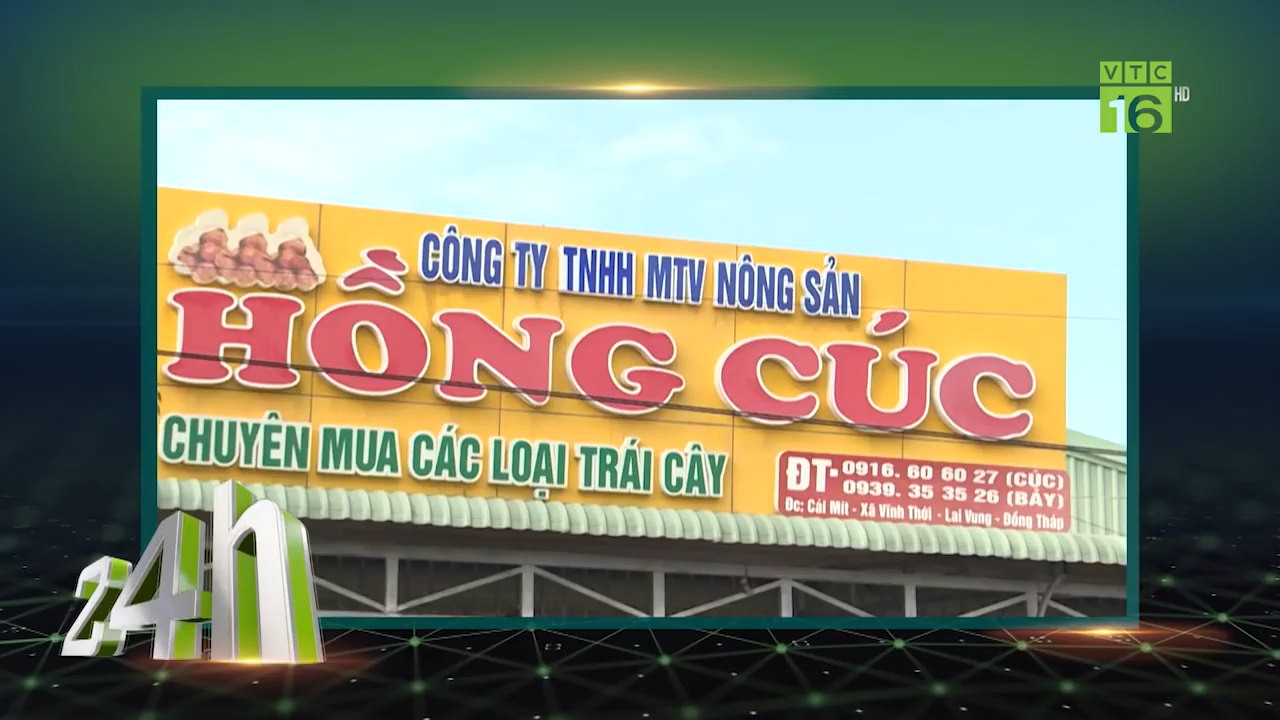 VTC
16 HD
CÔNG TY TNHH MTV NÔNG SẢN
HỒNG CÚC
CHUYÊN MUA CÁC LOẠI TRÁI CÂY
ĐT- 0916. 60 60 27 (CÚC)
0939. 35 35 26 (BẢY)
Đc: Cái Mít - Xã Vĩnh Thới - Lai Vung - Đồng Tháp
24h